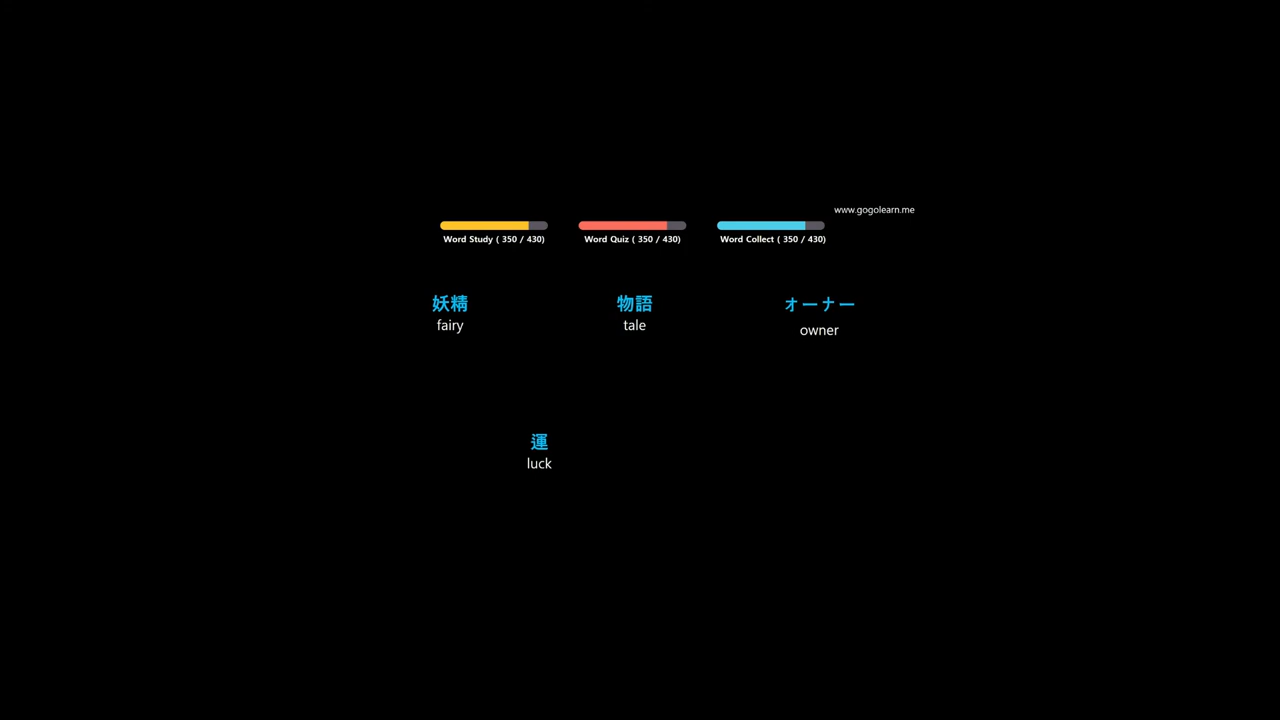 www.gogolearn.me
Word Study ( 350 / 430)
Word Quiz ( 350 / 430)
Word Collect ( 350 / 430)
妖精
fairy
物語
tale
オーナー
owner
運
luck